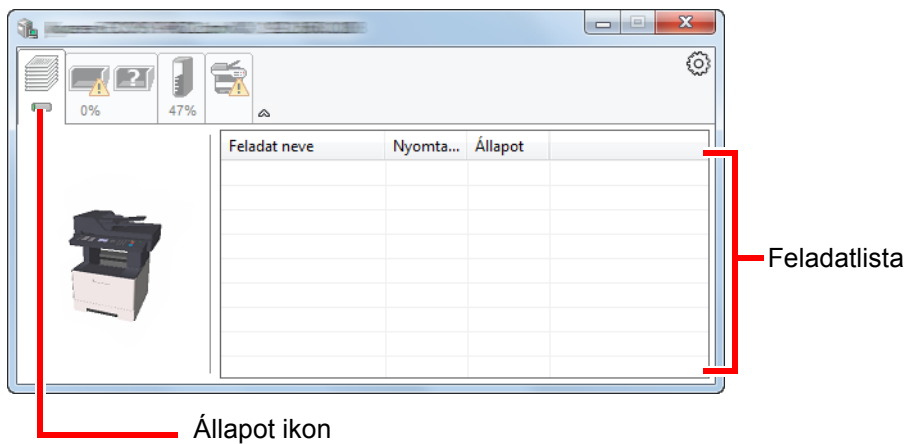 0%
47%
Feladat neve Nyomta... Állapot
Feladatlista
Állapot ikon